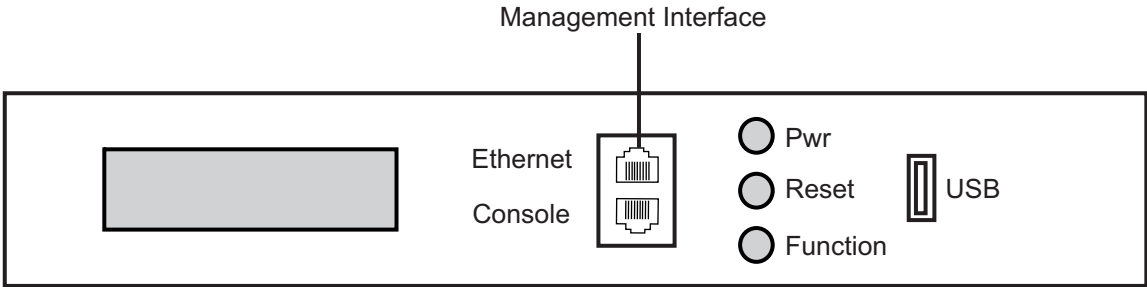 Management Interface
Ethernet
Console
Pwr
Reset
Function
USB